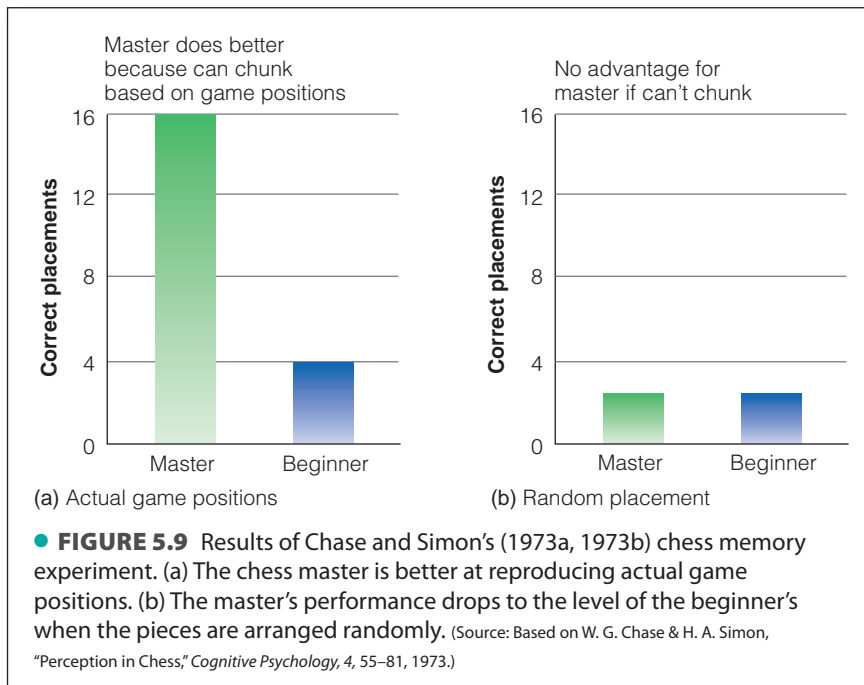 Master does better
because can chunk
based on game positions
16
12
8
4
0
Correct placements
Master
Beginner
(a) Actual game positions
No advantage for
master if can't chunk
16
12
8
4
0
Correct placements
Master
Beginner
(b) Random placement
● FIGURE 5.9 Results of Chase and Simon's (1973a, 1973b) chess memory
experiment. (a) The chess master is better at reproducing actual game
positions. (b) The master's performance drops to the level of the beginner's
when the pieces are arranged randomly. (Source: Based on W. G. Chase & H. A. Simon,
"Perception in Chess," Cognitive Psychology, 4, 55–81, 1973.)